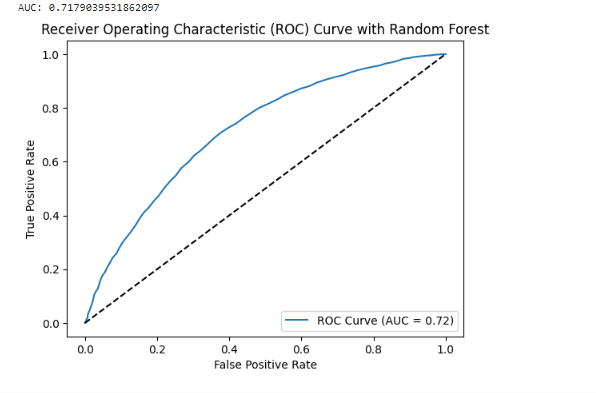 AUC: 0.7179039531862097
Receiver Operating Characteristic (ROC) Curve with Random Forest
1.0
0.8
0.6
0.4
0.2
0.0
True Positive Rate
ROC Curve (AUC = 0.72)
0.0 0.2 0.4 0.6 0.8 1.0
False Positive Rate